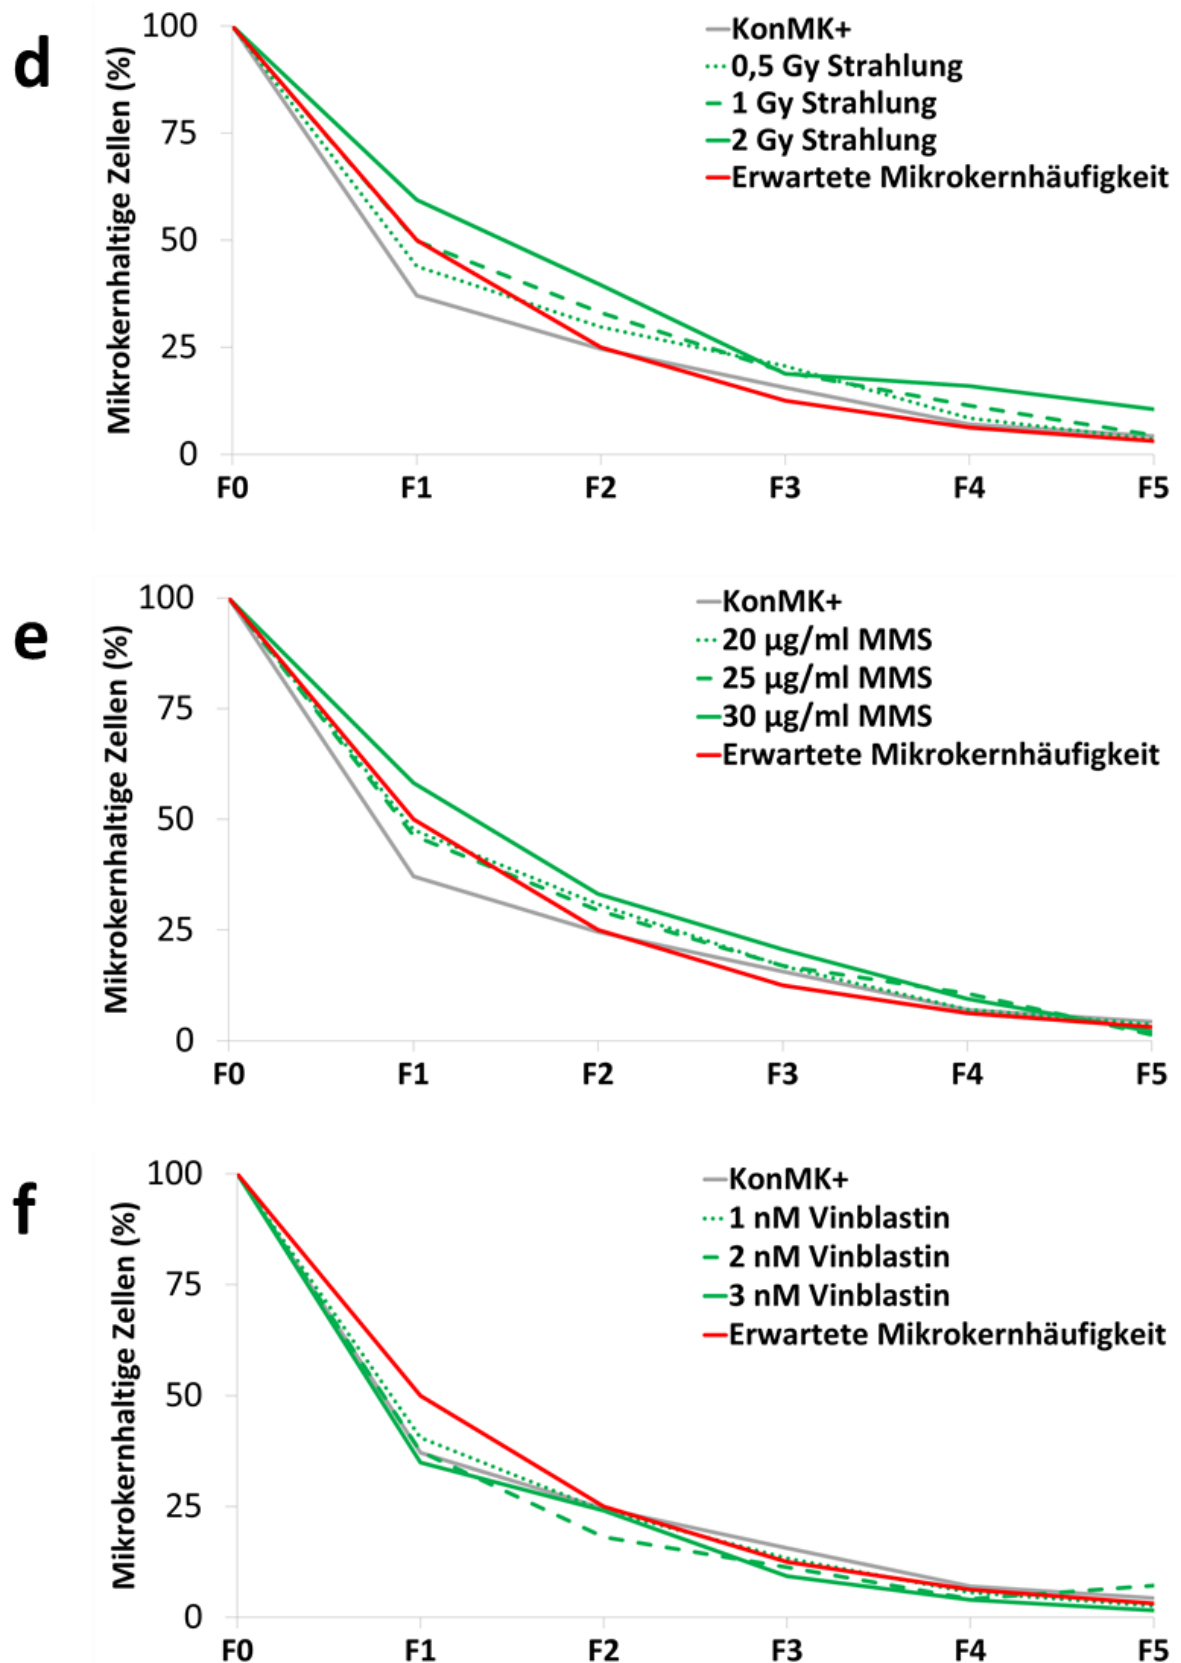 d
Mikrokernhaltige Zellen (%)
100
75
50
25
0
KonMK+
0,5 Gy Strahlung
1 Gy Strahlung
2 Gy Strahlung
Erwartete Mikrokernhäufigkeit
F0 F1 F2 F3 F4 F5
e
Mikrokernhaltige Zellen (%)
100
75
50
25
0
KonMK+
20 µg/ml MMS
25 µg/ml MMS
30 µg/ml MMS
Erwartete Mikrokernhäufigkeit
F0 F1 F2 F3 F4 F5
f
Mikrokernhaltige Zellen (%)
100
75
50
25
0
KonMK+
1 nM Vinblastin
2 nM Vinblastin
3 nM Vinblastin
Erwartete Mikrokernhäufigkeit
F0 F1 F2 F3 F4 F5